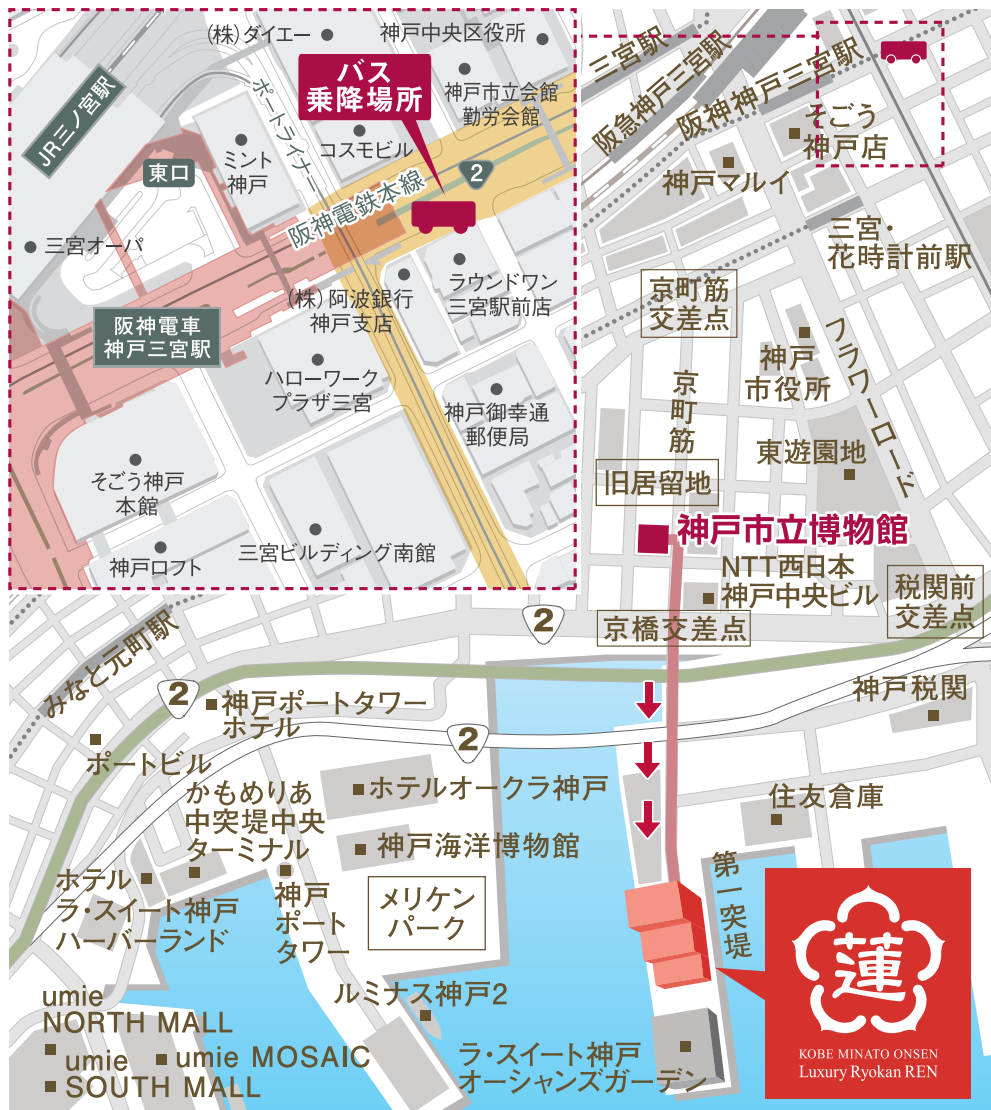 (株)ダイエー
神戸中央区役所
バス
乗降場所
神戸市立会館
勤労会館
JR三ノ宮駅
ポートライナー
コスモビル
東口
ミント
神戸
阪神電鉄本線
2
三宮オーパ
(株)阿波銀行
神戸支店
ラウンドワン
三宮駅前店
阪神電車
神戸三宮駅
ハローワーク
プラザ三宮
神戸御幸通
郵便局
そごう神戸
本館
神戸ロフト
三宮ビルディング南館
三宮駅
阪急神戸三宮駅
阪神神戸三宮駅
そごう
神戸店
神戸マルイ
三宮・
花時計前駅
京町筋
交差点
フラワーロード
神戸
市役所
京町筋
東遊園地
旧居留地
神戸市立博物館
NTT西日本
神戸中央ビル
税関前
交差点
京橋交差点
2
みなと元町駅
2
神戸ポートタワー
ホテル
2
神戸税関
ポートビル
かもめりあ
中突堤中央
ターミナル
ホテルオークラ神戸
住友倉庫
神戸海洋博物館
第一突堤
ホテル
ラ・スイート神戸
ハーバーランド
神戸
ポート
タワー
メリケン
パーク
蓮
KOBE MINATO ONSEN
Luxury Ryokan REN
umie
NORTH MALL
ルミナス神戸2
umie
SOUTH MALL
umie MOSAIC
ラ・スイート神戸
オーシャンズガーデン